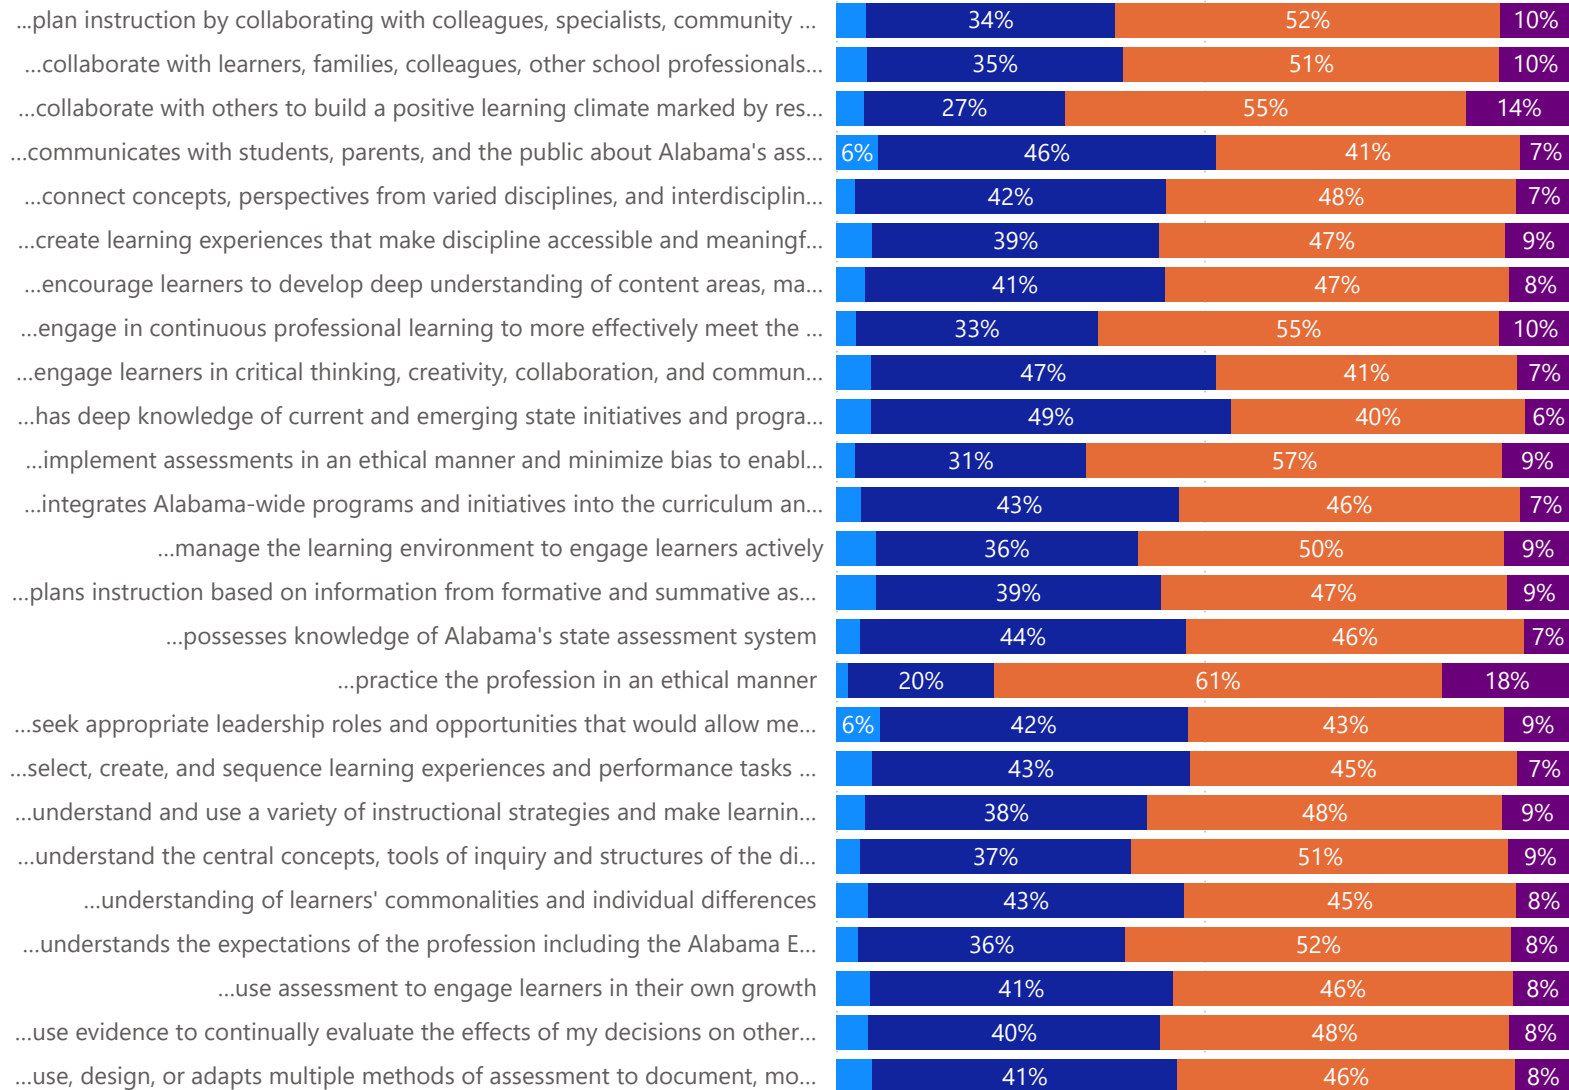 ...plan instruction by collaborating with colleagues, specialists, community ... 34% 52% 10%
...collaborate with learners, families, colleagues, other school professionals... 35% 51% 10%
...collaborate with others to build a positive learning climate marked by res... 27% 55% 14%
...communicates with students, parents, and the public about Alabama's ass... 6% 46% 41% 7%
...connect concepts, perspectives from varied disciplines, and interdisciplin... 42% 48% 7%
...create learning experiences that make discipline accessible and meaningf... 39% 47% 9%
...encourage learners to develop deep understanding of content areas, ma... 41% 47% 8%
...engage in continuous professional learning to more effectively meet the ... 33% 55% 10%
...engage learners in critical thinking, creativity, collaboration, and commun... 47% 41% 7%
...has deep knowledge of current and emerging state initiatives and progra... 49% 40% 6%
...implement assessments in an ethical manner and minimize bias to enabl... 31% 57% 9%
...integrates Alabama-wide programs and initiatives into the curriculum an... 43% 46% 7%
...manage the learning environment to engage learners actively 36% 50% 9%
...plans instruction based on information from formative and summative as... 39% 47% 9%
...possesses knowledge of Alabama's state assessment system 44% 46% 7%
...practice the profession in an ethical manner 20% 61% 18%
...seek appropriate leadership roles and opportunities that would allow me... 6% 42% 43% 9%
...select, create, and sequence learning experiences and performance tasks ... 43% 45% 7%
...understand and use a variety of instructional strategies and make learnin... 38% 48% 9%
...understand the central concepts, tools of inquiry and structures of the di... 37% 51% 9%
...understanding of learners' commonalities and individual differences 43% 45% 8%
...understands the expectations of the profession including the Alabama E... 36% 52% 8%
...use assessment to engage learners in their own growth 41% 46% 8%
...use evidence to continually evaluate the effects of my decisions on other... 40% 48% 8%
...use, design, or adapts multiple methods of assessment to document, mo... 41% 46% 8%